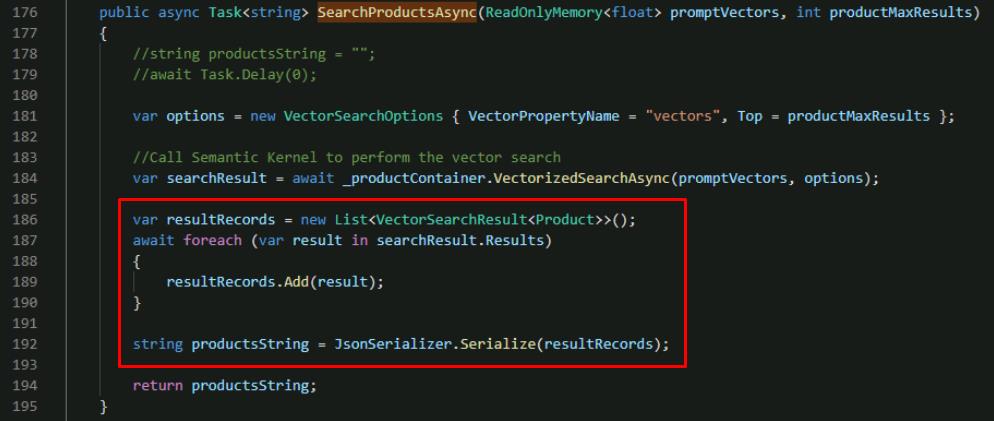 176 public async Task<string> SearchProductsAsync(ReadOnlyMemory<float> promptVectors, int productMaxResults)
177 {
178 //string productsString = "";
179 //await Task.Delay(0);
180
181 var options = new VectorSearchOptions { VectorPropertyName = "vectors", Top = productMaxResults };
182
183 //Call Semantic Kernel to perform the vector search
184 var searchResult = await _productContainer.VectorizedSearchAsync(promptVectors, options);
185
186 var resultRecords = new List<VectorSearchResult<Product>>();
187 await foreach (var result in searchResult.Results)
188 {
189 resultRecords.Add(result);
190 }
191
192 string productsString = JsonSerializer.Serialize(resultRecords);
193
194 return productsString;
195 }